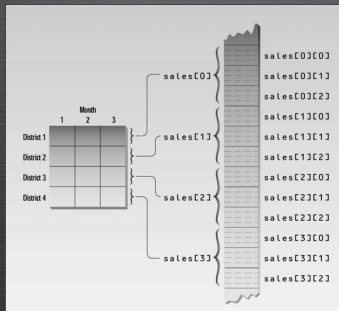 Month
1 2 3
District 1
District 2
District 3
District 4
sales[0]
sales[1]
sales[2]
sales[3]
sales[0][0]
sales[0][1]
sales[0][2]
sales[1][0]
sales[1][1]
sales[1][2]
sales[2][0]
sales[2][1]
sales[2][2]
sales[3][0]
sales[3][1]
sales[3][2]